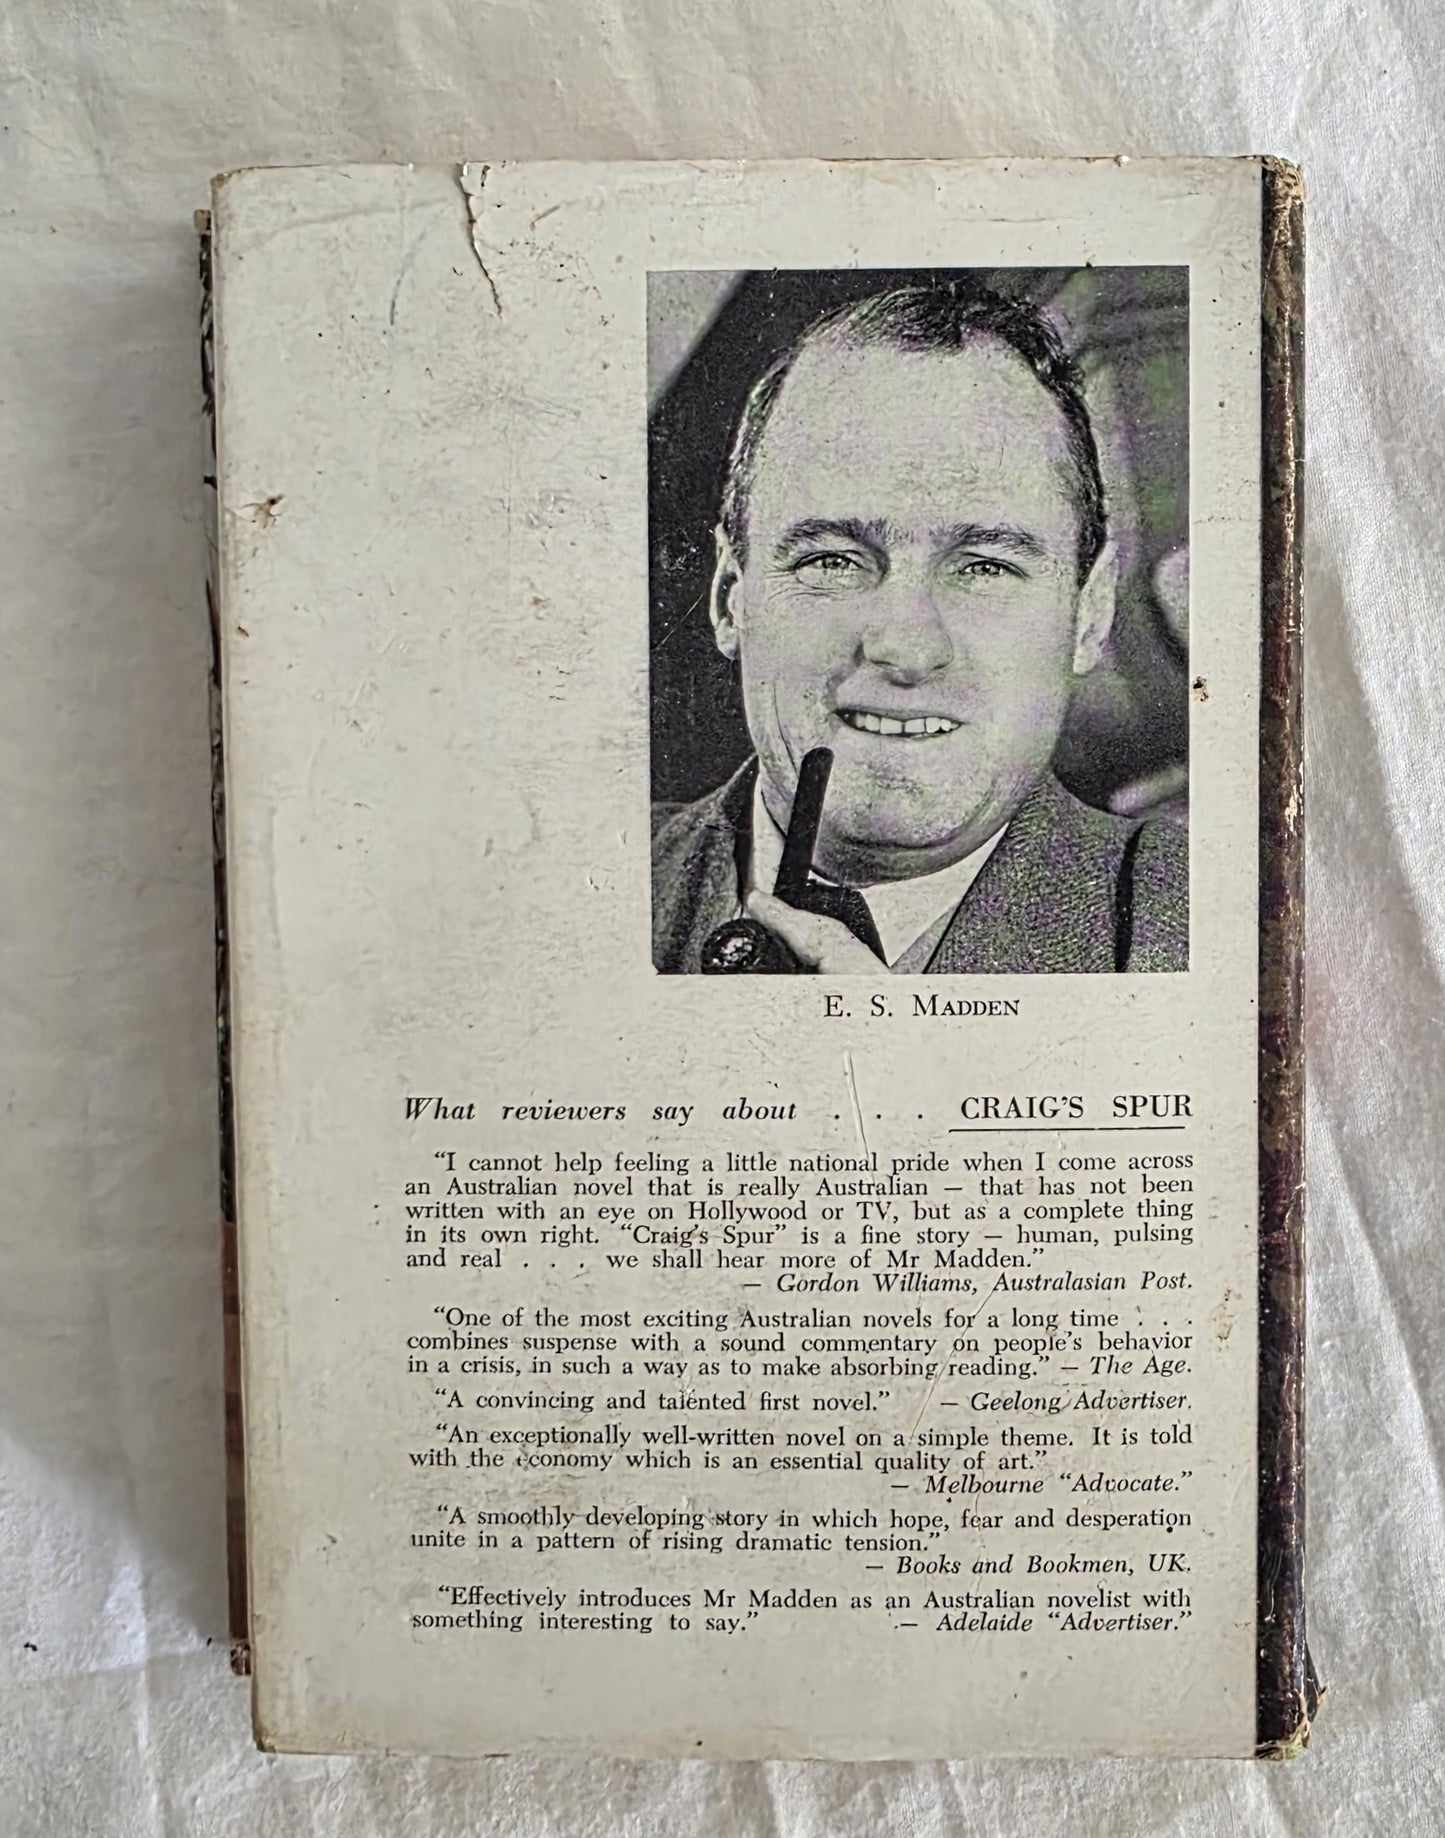 E. S. MADDEN
What reviewers say about . . . CRAIG'S SPUR
“I cannot help feeling a little national pride when I come across
an Australian novel that is really Australian — that has not been
written with an eye on Hollywood or TV, but as a complete thing
in its own right. “Craig's Spur” is a fine story — human, pulsing
and real . . . we shall hear more of Mr Madden.”
— Gordon Williams, Australasian Post.
“One of the most exciting Australian novels for a long time . . .
combines suspense with a sound commentary on people's behavior
in a crisis, in such a way as to make absorbing reading.” — The Age.
“A convincing and talented first novel.” — Geelong Advertiser.
“An exceptionally well-written novel on a simple theme. It is told
with the economy which is an essential quality of art.”
— Melbourne “Advocate.”
“A smoothly developing story in which hope, fear and desperation
unite in a pattern of rising dramatic tension.”
— Books and Bookmen, UK.
“Effectively introduces Mr Madden as an Australian novelist with
something interesting to say.” — Adelaide “Advertiser.”